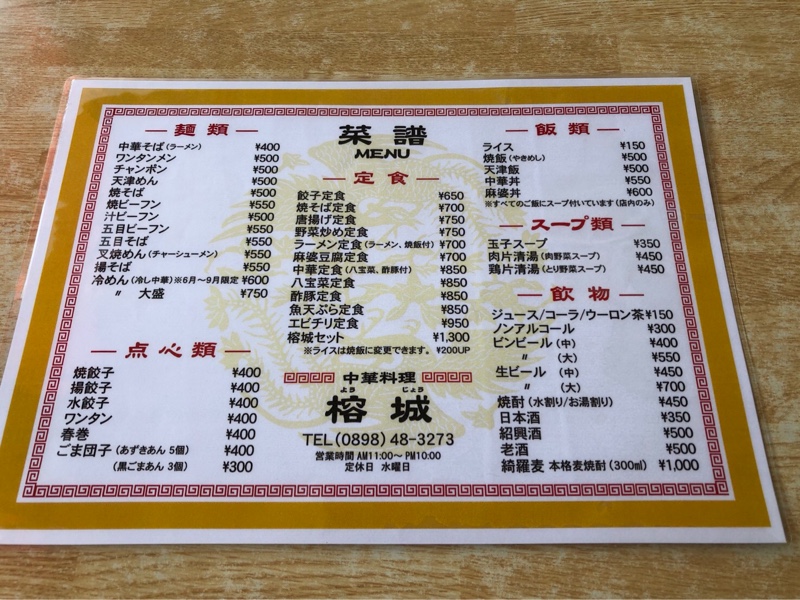 菜譜
MENU
麺類
中華そば(ラーメン) ¥400
ワンタンメン ¥500
チャンポン ¥500
天津めん ¥500
焼そば ¥500
焼ビーフン ¥550
汁ビーフン ¥500
五目ビーフン ¥550
五目そば ¥550
叉焼めん(チャーシューメン) ¥550
揚そば ¥550
冷めん(冷し中華)※6月〜9月限定 ¥600
〃 大盛 ¥750
点心類
焼餃子 ¥400
揚餃子 ¥400
水餃子 ¥400
ワンタン ¥400
春巻 ¥400
ごま団子(あずきあん 5個) ¥400
(黒ごまあん 3個) ¥300
定食
餃子定食 ¥650
焼そば定食 ¥700
唐揚げ定食 ¥750
野菜炒め定食 ¥750
ラーメン定食(ラーメン、焼飯付) ¥700
麻婆豆腐定食 ¥700
中華定食(八宝菜、酢豚付) ¥850
八宝菜定食 ¥850
酢豚定食 ¥850
魚天ぷら定食 ¥850
エビチリ定食 ¥950
榕城セット ¥1,300
※ライスは焼飯に変更できます。 ¥200UP
中華料理
よう じょう
榕城
TEL(0898)48-3273
営業時間 AM11:00〜PM10:00
定休日 水曜日
飯類
ライス ¥150
焼飯(やきめし) ¥500
天津飯 ¥500
中華丼 ¥550
麻婆丼 ¥600
※すべてのご飯にスープ付いています(店内のみ)
スープ類
玉子スープ ¥350
肉片清湯(肉野菜スープ) ¥450
鶏片清湯(とり野菜スープ) ¥450
飲物
ジュース/コーラ/ウーロン茶 ¥150
ノンアルコール ¥300
ビンビール(中) ¥400
〃 (大) ¥550
生ビール (中) ¥450
〃 (大) ¥700
焼酎(水割り/お湯割り) ¥450
日本酒 ¥350
紹興酒 ¥500
老酒 ¥500
綺羅麦 本格麦焼酎(300ml) ¥1,000